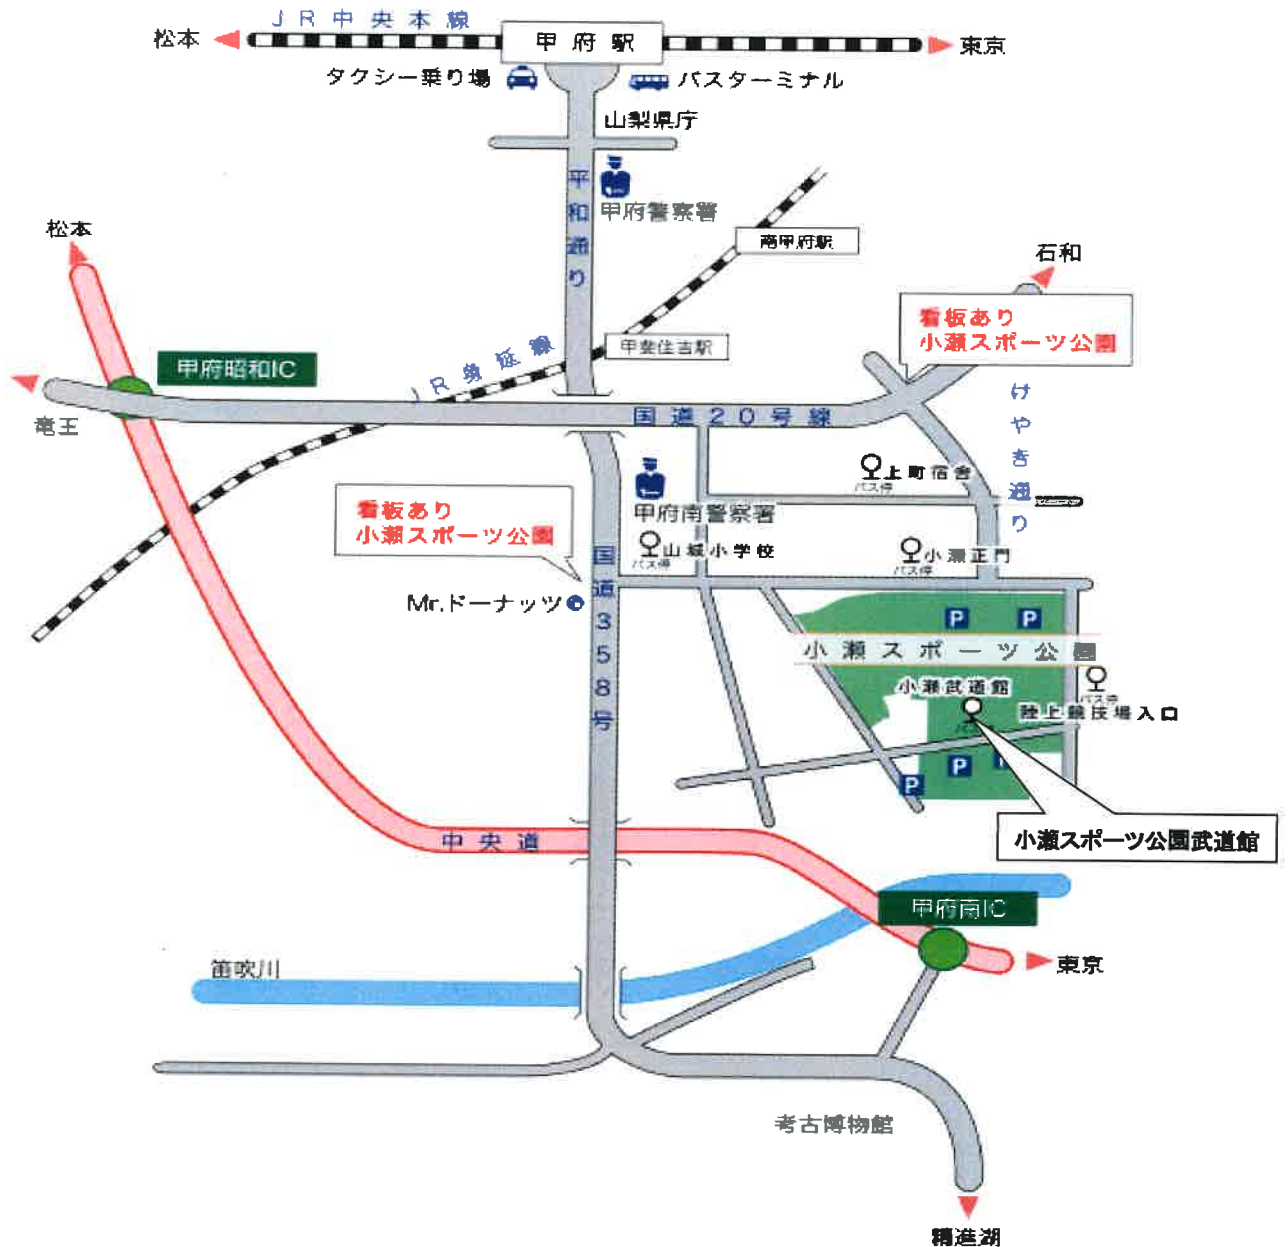 JR中央本線
松本
甲府駅
東京
タクシー乗り場
バスターミナル
山梨県庁
平和通り
甲府警察署
南甲府駅
松本
石和
看板あり
小瀬スポーツ公園
甲斐住吉駅
JR身延線
甲府昭和IC
竜王
国道20号線
けやき通り
上町宿舎
バス停
看板あり
小瀬スポーツ公園
甲府南警察署
山城小学校
バス停
小瀬正門
バス停
国道358号
Mr.ドーナッツ
P
P
小瀬スポーツ公園
小瀬武道館
バス
バス停
陸上競技場入口
P
P
P
小瀬スポーツ公園武道館
中央道
甲府南IC
東京
笛吹川
考古博物館
精進湖